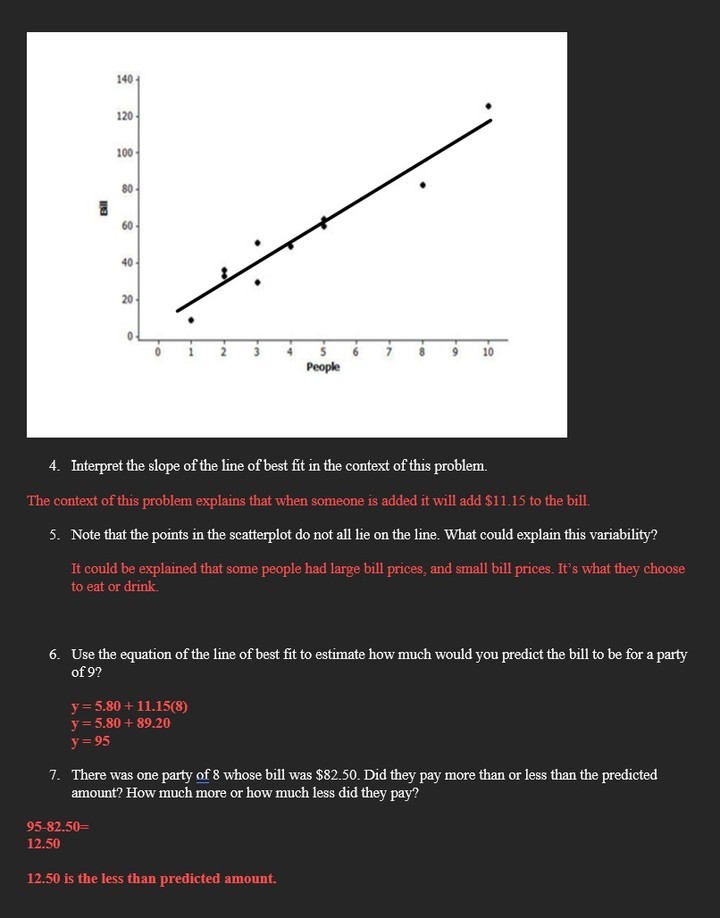 140
120
100
80
60
40
20
0
Bill
0 1 2 3 4 5 6 7 8 9 10
People
4. Interpret the slope of the line of best fit in the context of this problem.
The context of this problem explains that when someone is added it will add $11.15 to the bill.
5. Note that the points in the scatterplot do not all lie on the line. What could explain this variability?
It could be explained that some people had large bill prices, and small bill prices. It’s what they choose
to eat or drink.
6. Use the equation of the line of best fit to estimate how much would you predict the bill to be for a party
of 9?
y = 5.80 + 11.15(8)
y = 5.80 + 89.20
y = 95
7. There was one party of 8 whose bill was $82.50. Did they pay more than or less than the predicted
amount? How much more or how much less did they pay?
95-82.50=
12.50
12.50 is the less than predicted amount.